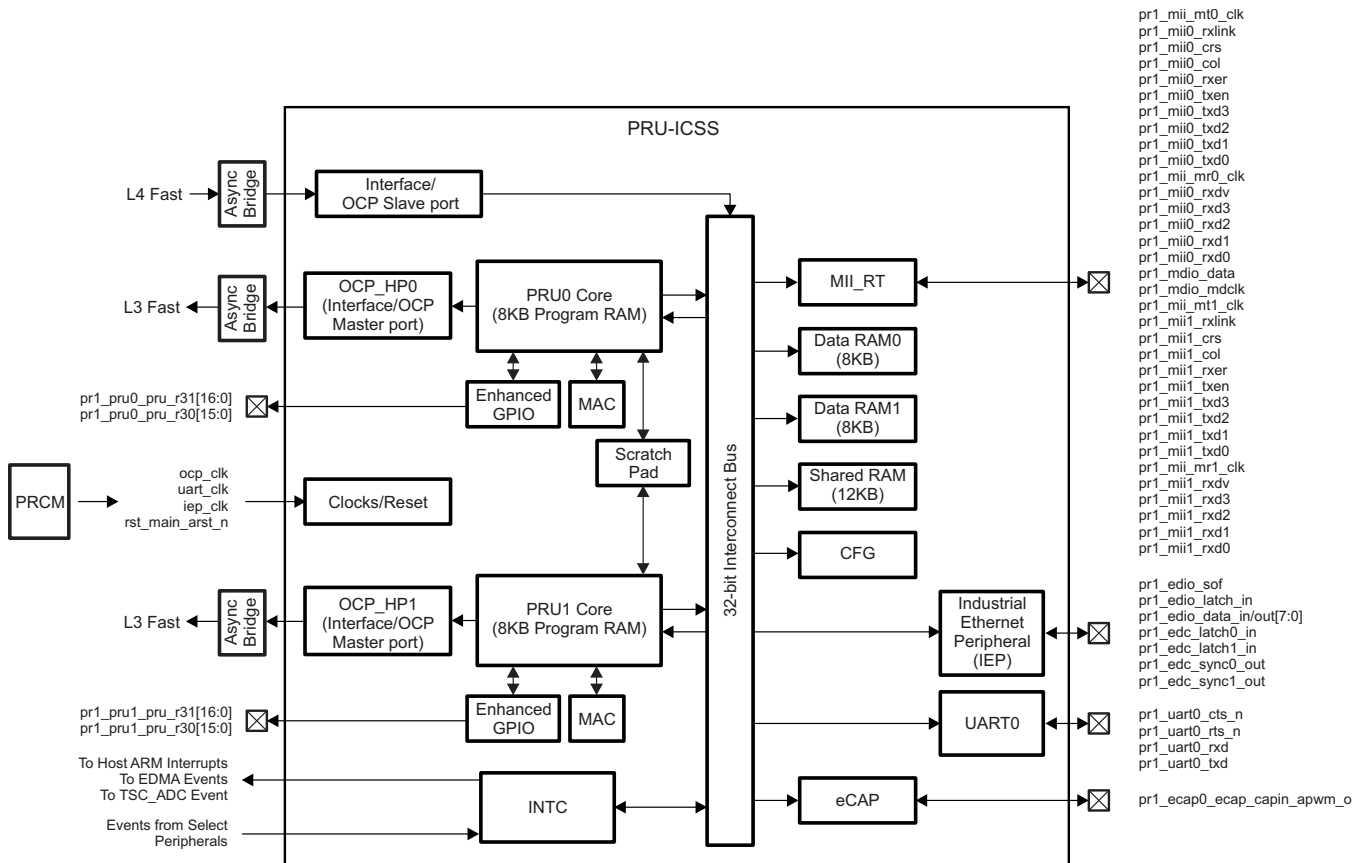 PRU-ICSS
L4 Fast
Async
Bridge
Interface/
OCP Slave port
L3 Fast
Async
Bridge
OCP_HP0
(Interface/OCP
Master port)
PRU0 Core
(8KB Program RAM)
pr1_pru0_pru_r31[16:0]
pr1_pru0_pru_r30[15:0]
Enhanced
GPIO
MAC
Scratch
Pad
PRCM
ocp_clk
uart_clk
iep_clk
rst_main_arst_n
Clocks/Reset
L3 Fast
Async
Bridge
OCP_HP1
(Interface/OCP
Master port)
PRU1 Core
(8KB Program RAM)
pr1_pru1_pru_r31[16:0]
pr1_pru1_pru_r30[15:0]
Enhanced
GPIO
MAC
To Host ARM Interrupts
To EDMA Events
To TSC_ADC Event
Events from Select
Peripherals
INTC
32-bit Interconnect Bus
MII_RT
Data RAM0
(8KB)
Data RAM1
(8KB)
Shared RAM
(12KB)
CFG
Industrial
Ethernet
Peripheral
(IEP)
UART0
eCAP
pr1_mii_mt0_clk
pr1_mii0_rxlink
pr1_mii0_crs
pr1_mii0_col
pr1_mii0_rxer
pr1_mii0_txen
pr1_mii0_txd3
pr1_mii0_txd2
pr1_mii0_txd1
pr1_mii0_txd0
pr1_mii_mr0_clk
pr1_mii0_rxdv
pr1_mii0_rxd3
pr1_mii0_rxd2
pr1_mii0_rxd1
pr1_mii0_rxd0
pr1_mdio_data
pr1_mdio_mdclk
pr1_mii_mt1_clk
pr1_mii1_rxlink
pr1_mii1_crs
pr1_mii1_col
pr1_mii1_rxer
pr1_mii1_txen
pr1_mii1_txd3
pr1_mii1_txd2
pr1_mii1_txd1
pr1_mii1_txd0
pr1_mii_mr1_clk
pr1_mii1_rxdv
pr1_mii1_rxd3
pr1_mii1_rxd2
pr1_mii1_rxd1
pr1_mii1_rxd0
pr1_edio_sof
pr1_edio_latch_in
pr1_edio_data_in/out[7:0]
pr1_edc_latch0_in
pr1_edc_latch1_in
pr1_edc_sync0_out
pr1_edc_sync1_out
pr1_uart0_cts_n
pr1_uart0_rts_n
pr1_uart0_rxd
pr1_uart0_txd
pr1_ecap0_ecap_capin_apwm_o